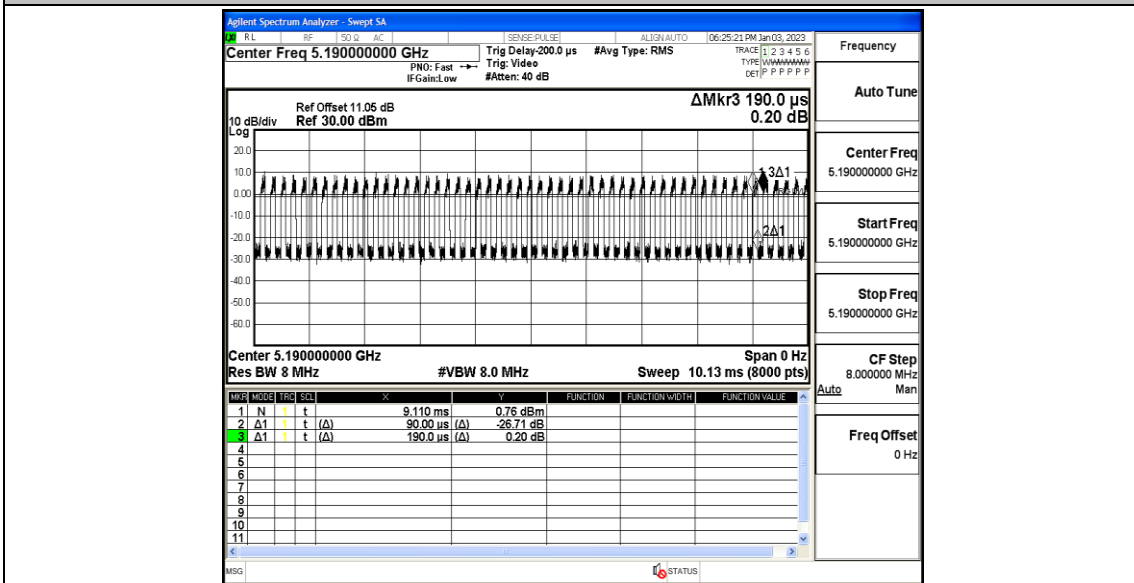 Agilent Spectrum Analyzer - Swept SA
RL RF 50 Ω AC SENSE:PULSE ALIGN AUTO 06:25:21 PM Jan 03, 2023
Center Freq 5.190000000 GHz
PNO: Fast
IFGain:Low
Trig Delay-200.0 µs
Trig: Video
#Atten: 40 dB
#Avg Type: RMS
TRACE 1 2 3 4 5 6
TYPE
DET P P P P P P
Frequency
Auto Tune
Center Freq
5.190000000 GHz
Start Freq
5.190000000 GHz
Stop Freq
5.190000000 GHz
CF Step
8.000000 MHz
Auto Man
Freq Offset
0 Hz
Ref Offset 11.05 dB
10 dB/div Ref 30.00 dBm
ΔMkr3 190.0 µs
0.20 dB
Log
20.0
10.0
0.00
-10.0
-20.0
-30.0
-40.0
-50.0
-60.0
3Δ1
2Δ1
Center 5.190000000 GHz Span 0 Hz
Res BW 8 MHz #VBW 8.0 MHz Sweep 10.13 ms (8000 pts)
MKR MODE TRC SCL X Y FUNCTION FUNCTION WIDTH FUNCTION VALUE
1 N 1 t 9.110 ms 0.76 dBm
2 Δ1 1 t (Δ) 90.00 µs (Δ) -26.71 dB
3 Δ1 1 t (Δ) 190.0 µs (Δ) 0.20 dB
4
5
6
7
8
9
10
11
MSG STATUS